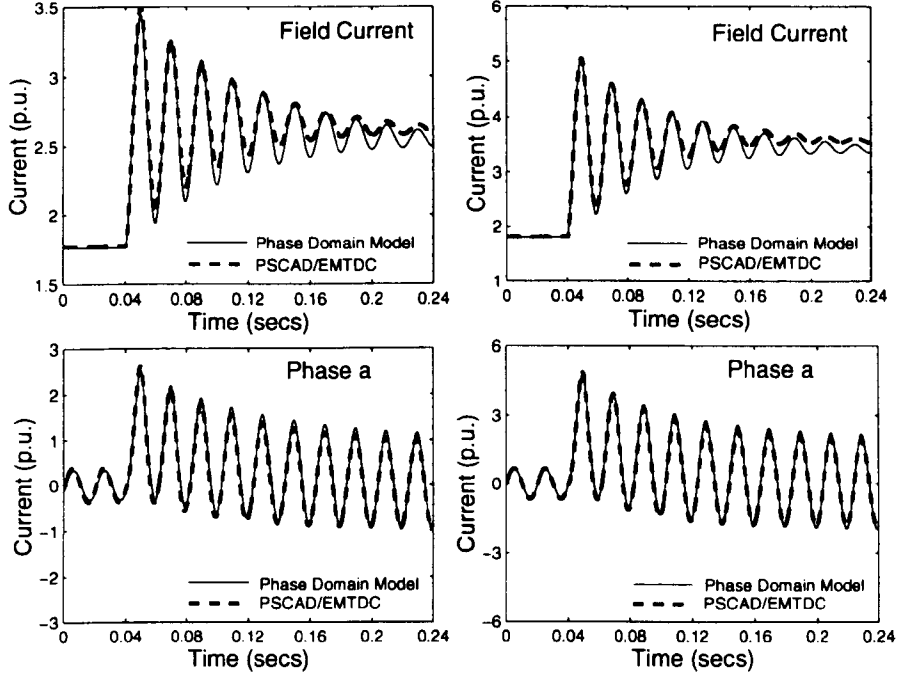 Field Current
3.5
3
2.5
2
1.5
Current (p.u.)
Phase Domain Model
PSCAD/EMTDC
0 0.04 0.08 0.12 0.16 0.2 0.24
Time (secs)
Field Current
6
5
4
3
2
1
Current (p.u.)
Phase Domain Model
PSCAD/EMTDC
0 0.04 0.08 0.12 0.16 0.2 0.24
Time (secs)
Phase a
3
2
1
0
-1
-2
-3
Current (p.u.)
Phase Domain Model
PSCAD/EMTDC
0 0.04 0.08 0.12 0.16 0.2 0.24
Time (secs)
Phase a
6
3
0
-3
-6
Current (p.u.)
Phase Domain Model
PSCAD/EMTDC
0 0.04 0.08 0.12 0.16 0.2 0.24
Time (secs)